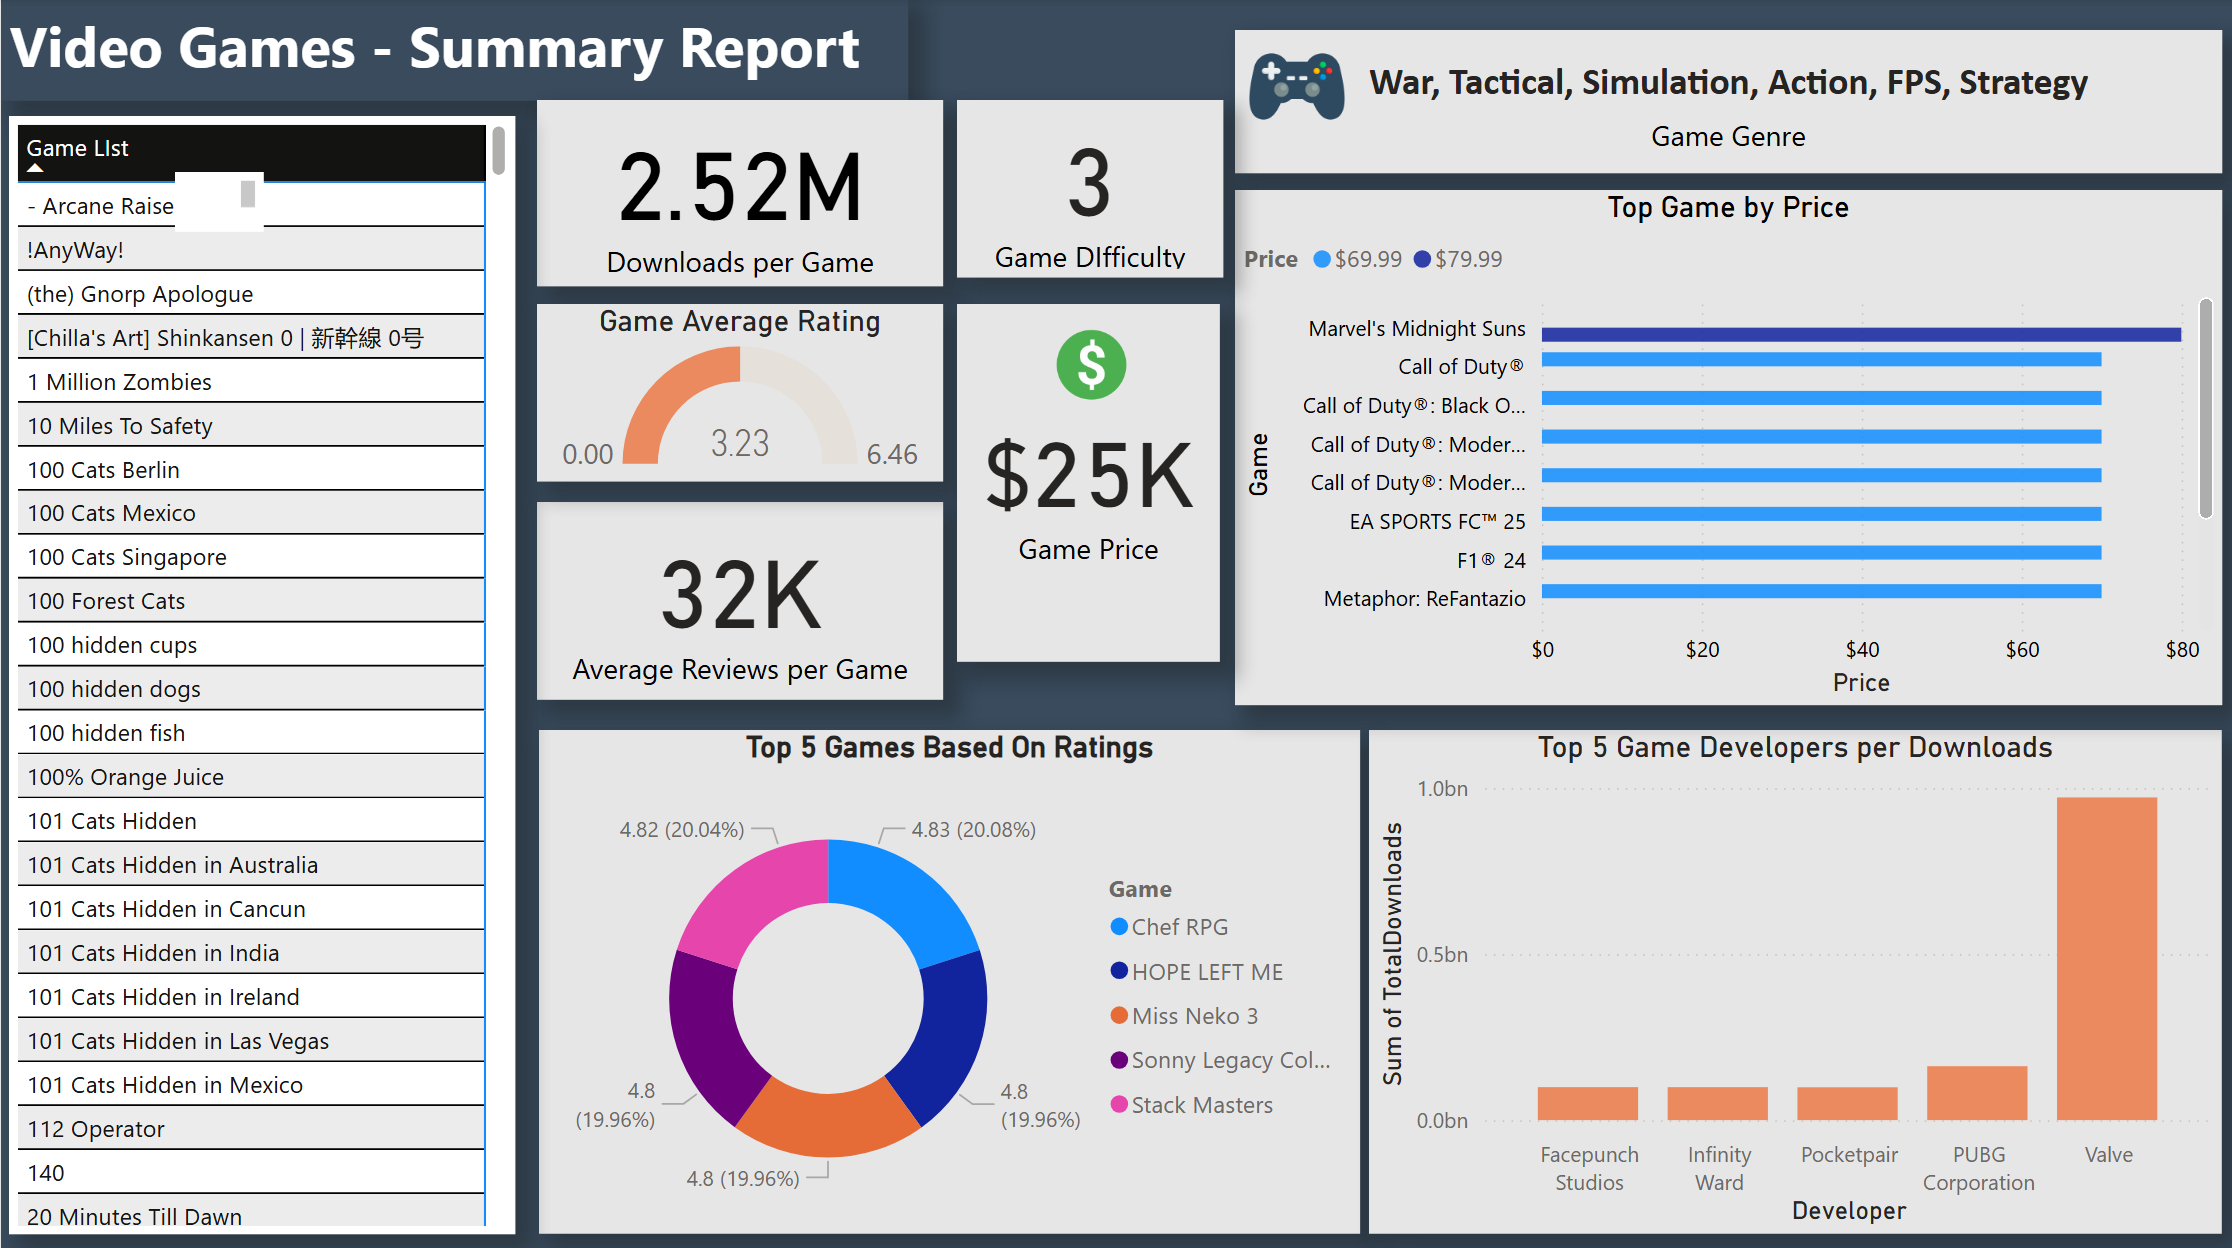 Video Games - Summary Report
Game LIst
- Arcane Raise
!AnyWay!
(the) Gnorp Apologue
[Chilla's Art] Shinkansen 0 | 新幹線 0号
1 Million Zombies
10 Miles To Safety
100 Cats Berlin
100 Cats Mexico
100 Cats Singapore
100 Forest Cats
100 hidden cups
100 hidden dogs
100 hidden fish
100% Orange Juice
101 Cats Hidden
101 Cats Hidden in Australia
101 Cats Hidden in Cancun
101 Cats Hidden in India
101 Cats Hidden in Ireland
101 Cats Hidden in Las Vegas
101 Cats Hidden in Mexico
112 Operator
140
20 Minutes Till Dawn
2.52M
Downloads per Game
3
Game DIfficulty
Game Average Rating
0.00
3.23
6.46
$
$25K
Game Price
32K
Average Reviews per Game
War, Tactical, Simulation, Action, FPS, Strategy
Game Genre
Top Game by Price
Price $69.99 $79.99
Game
Marvel's Midnight Suns
Call of Duty®
Call of Duty®: Black O...
Call of Duty®: Moder...
Call of Duty®: Moder...
EA SPORTS FC™ 25
F1® 24
Metaphor: ReFantazio
$0 $20 $40 $60 $80
Price
Top 5 Games Based On Ratings
4.82 (20.04%)
4.83 (20.08%)
4.8
(19.96%)
4.8
(19.96%)
4.8 (19.96%)
Game
Chef RPG
HOPE LEFT ME
Miss Neko 3
Sonny Legacy Col...
Stack Masters
Top 5 Game Developers per Downloads
Sum of TotalDownloads
1.0bn
0.5bn
0.0bn
Facepunch
Studios
Infinity
Ward
Pocketpair
PUBG
Corporation
Valve
Developer